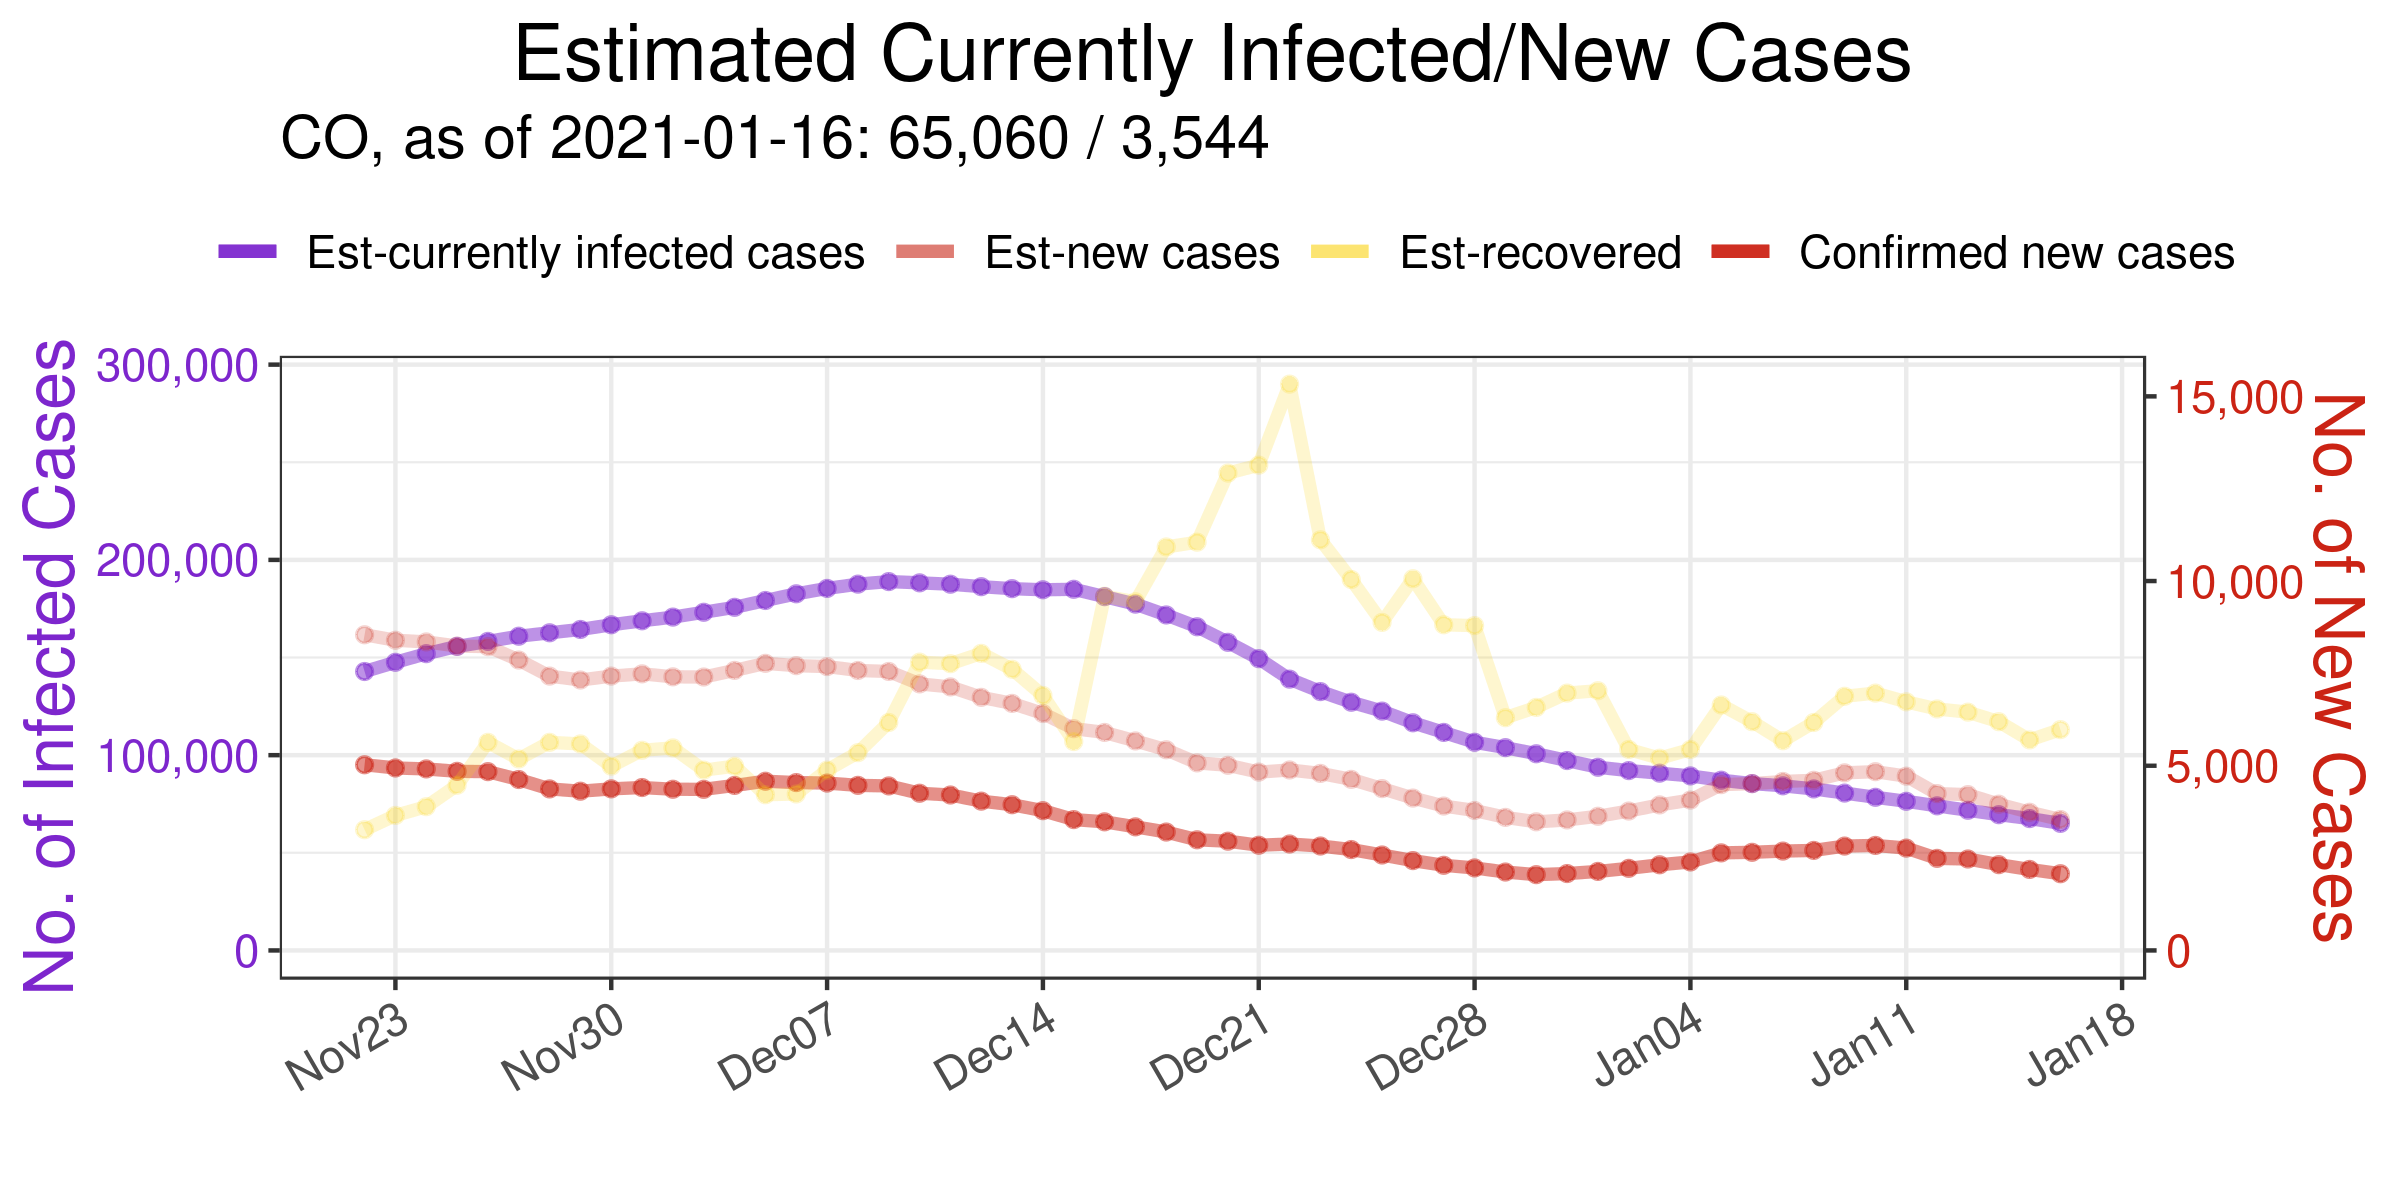 Estimated Currently Infected/New Cases
CO, as of 2021-01-16: 65,060 / 3,544
Est-currently infected cases Est-new cases Est-recovered Confirmed new cases
No. of Infected Cases
300,000
200,000
100,000
0
15,000
10,000
5,000
0
No. of New Cases
Nov23 Nov30 Dec07 Dec14 Dec21 Dec28 Jan04 Jan11 Jan18